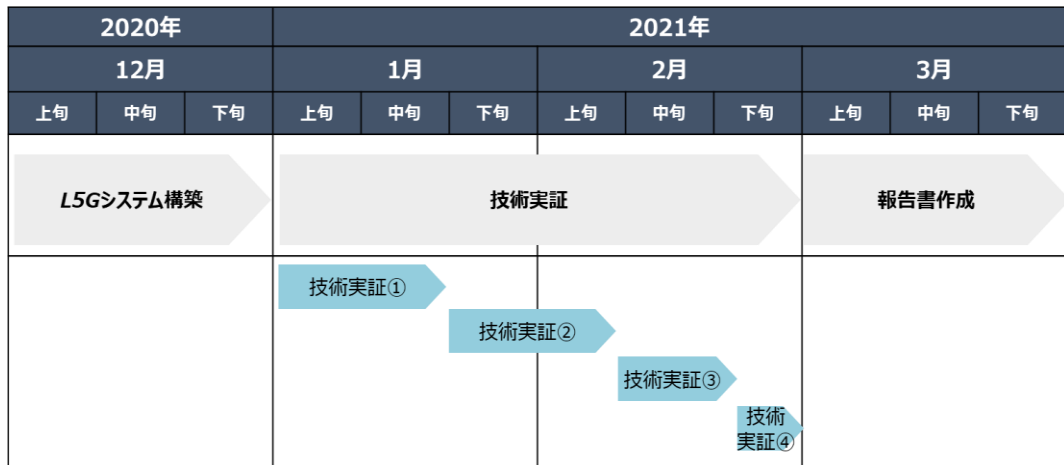 2020年 2021年
12月 1月 2月 3月
上旬 中旬 下旬 上旬 中旬 下旬 上旬 中旬 下旬 上旬 中旬 下旬
L5Gシステム構築 技術実証 報告書作成
技術実証①
技術実証②
技術実証③
技術
実証④